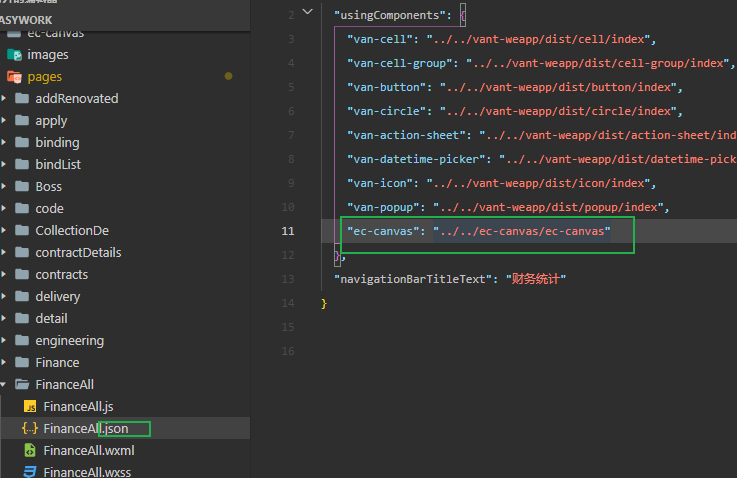 ASYWORK
ec-canvas
images
pages
addRenovated
apply
binding
bindList
Boss
code
CollectionDe
contractDetails
contracts
delivery
detail
engineering
Finance
FinanceAll
JS FinanceAll.js
{..} FinanceAll.json
FinanceAll.wxml
FinanceAll.wxss
2 "usingComponents": {
3 "van-cell": "../../vant-weapp/dist/cell/index",
4 "van-cell-group": "../../vant-weapp/dist/cell-group/index",
5 "van-button": "../../vant-weapp/dist/button/index",
6 "van-circle": "../../vant-weapp/dist/circle/index",
7 "van-action-sheet": "../../vant-weapp/dist/action-sheet/ind
8 "van-datetime-picker": "../../vant-weapp/dist/datetime-pick
9 "van-icon": "../../vant-weapp/dist/icon/index",
10 "van-popup": "../../vant-weapp/dist/popup/index",
11 "ec-canvas": "../../ec-canvas/ec-canvas"
12 },
13 "navigationBarTitleText": "财务统计"
14 }
15
16